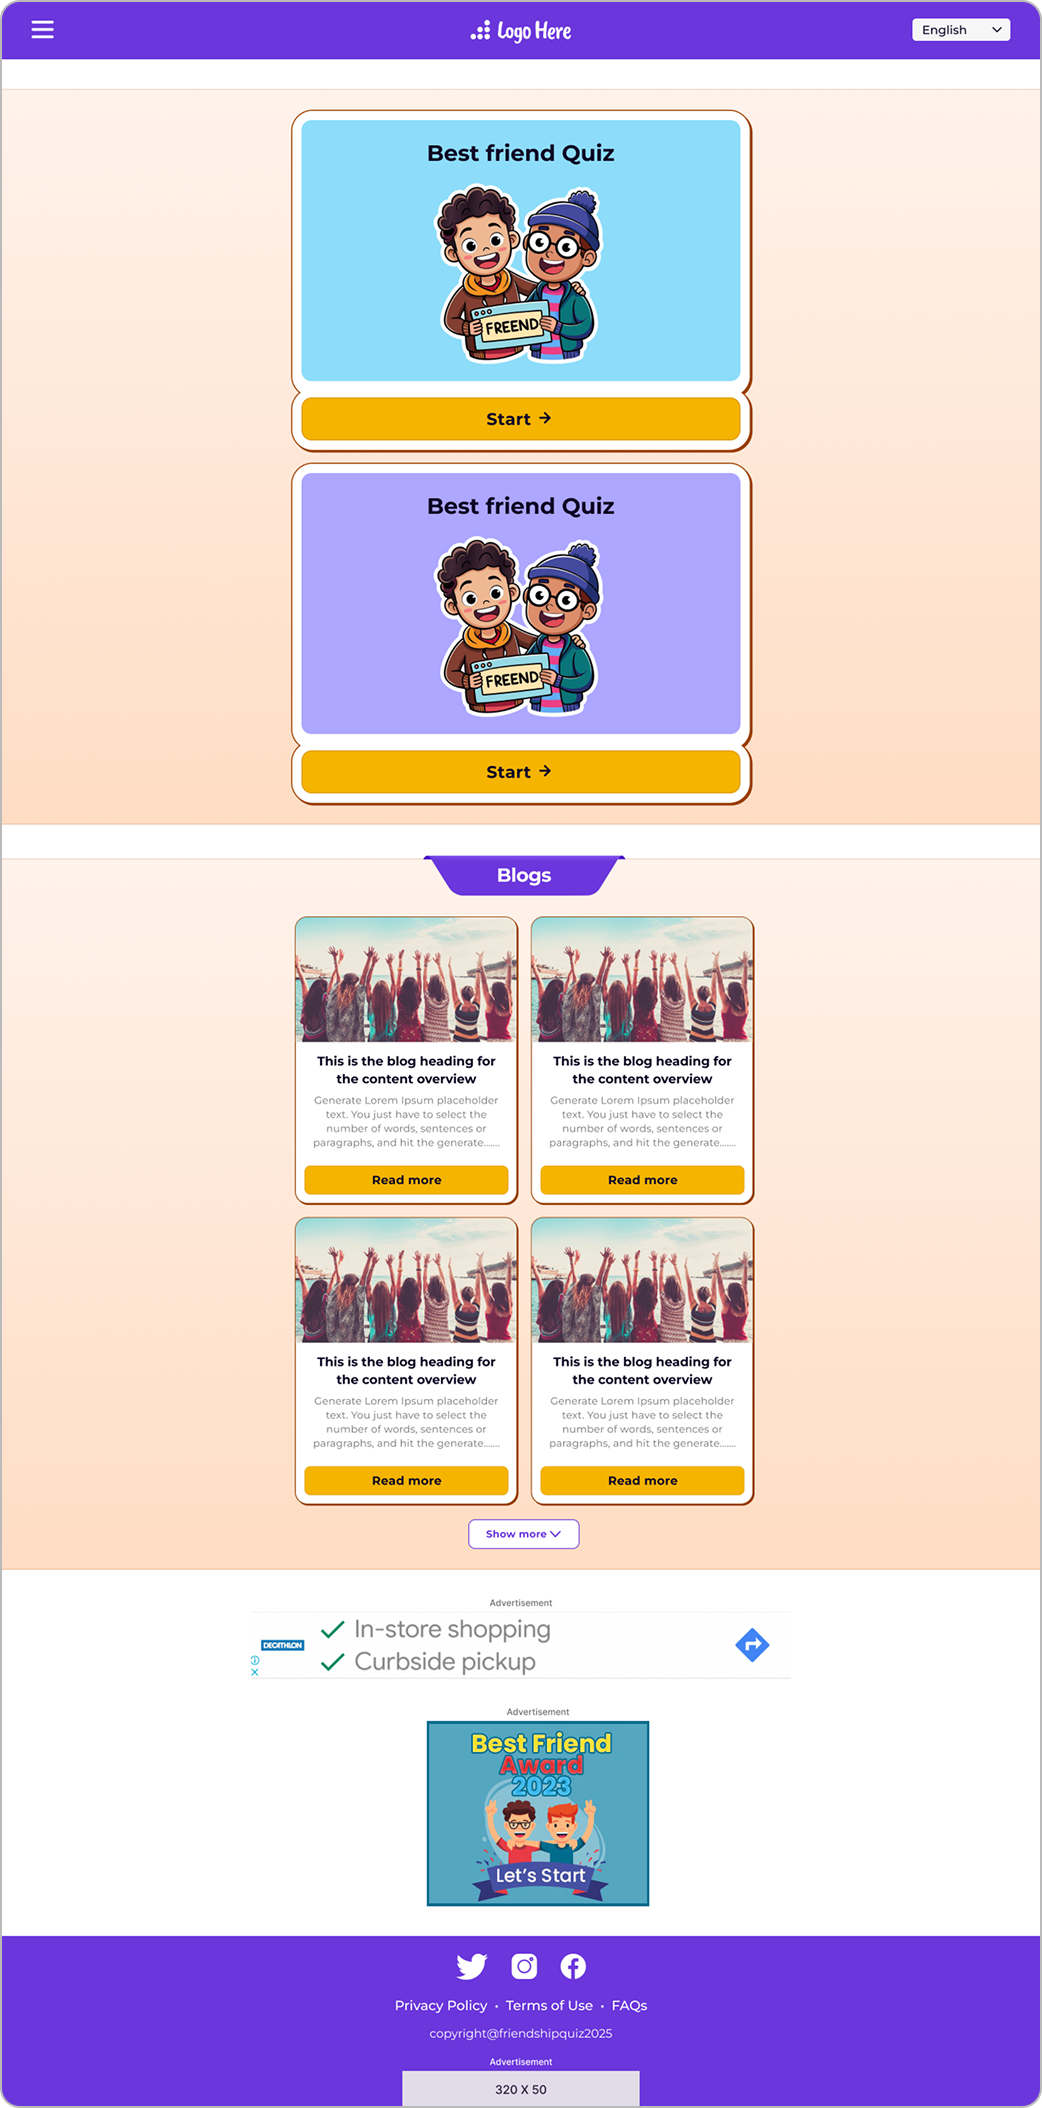 Logo Here
English
Best friend Quiz
FREEND
Start →
Best friend Quiz
FREEND
Start →
Blogs
This is the blog heading for
the content overview
Generate Lorem Ipsum placeholder
text. You just have to select the
number of words, sentences or
paragraphs, and hit the generate.......
Read more
This is the blog heading for
the content overview
Generate Lorem Ipsum placeholder
text. You just have to select the
number of words, sentences or
paragraphs, and hit the generate.......
Read more
This is the blog heading for
the content overview
Generate Lorem Ipsum placeholder
text. You just have to select the
number of words, sentences or
paragraphs, and hit the generate.......
Read more
This is the blog heading for
the content overview
Generate Lorem Ipsum placeholder
text. You just have to select the
number of words, sentences or
paragraphs, and hit the generate.......
Read more
Show more
Advertisement
DECATHLON
In-store shopping
Curbside pickup
Advertisement
Best Friend
Award
2023
Let's Start
Privacy Policy • Terms of Use • FAQs
copyright@friendshipquiz2025
Advertisement
320 X 50